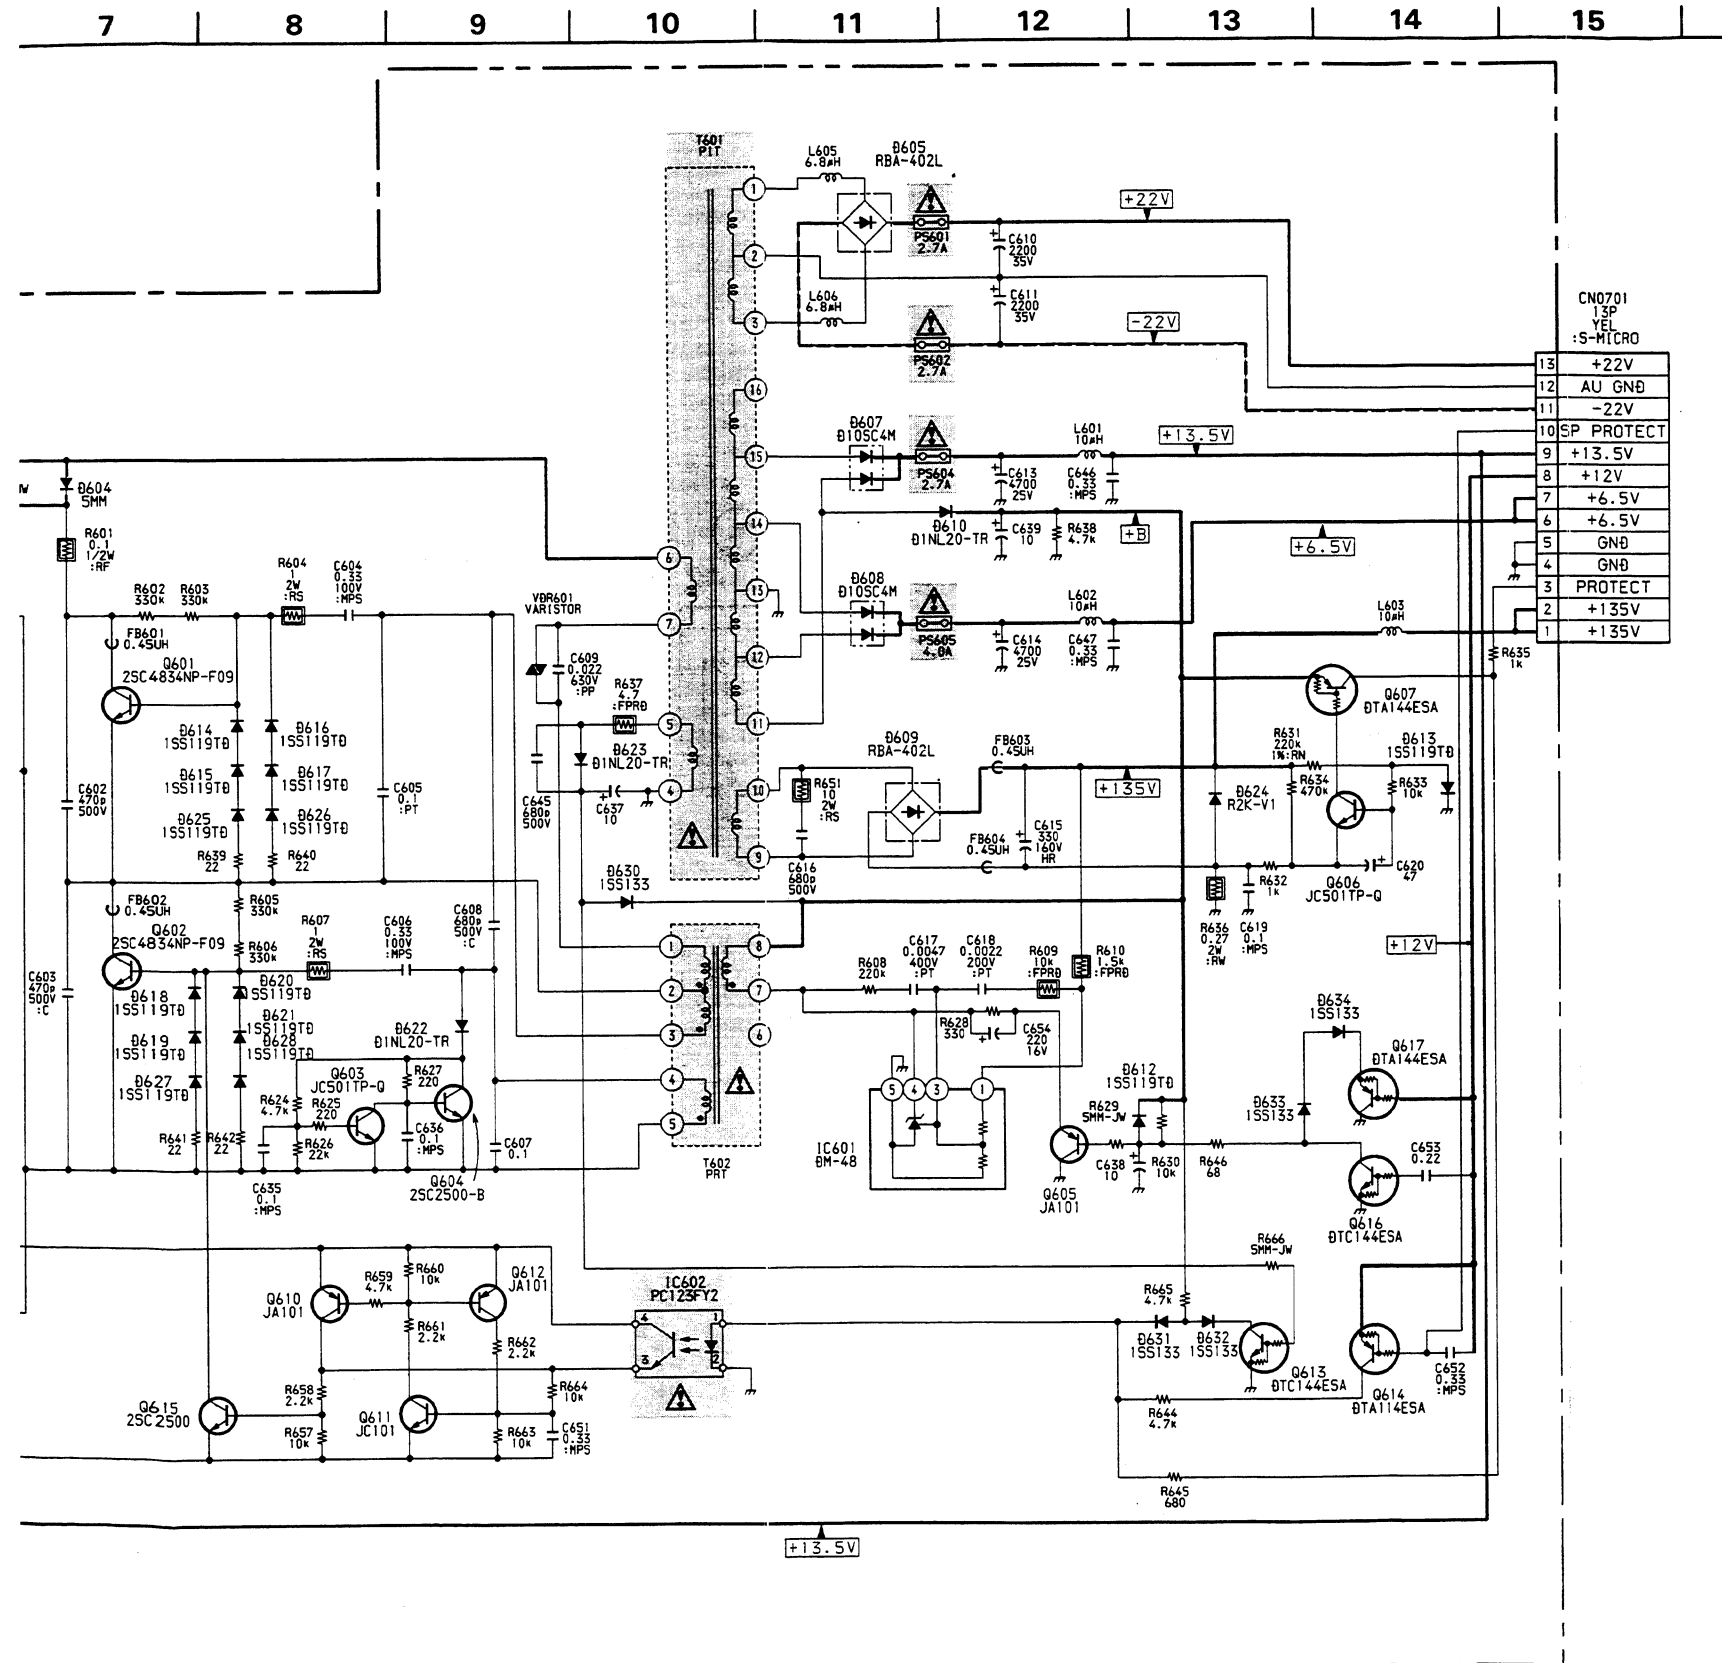 7 8 9 10 11 12 13 14 15
T601
PIT
L605
6.8μH
D605
RBA-402L
PS601
2.7A
+22V
C610
2200
35V
L606
6.8μH
C611
2200
35V
-22V
PS602
2.7A
CN0701
13P
YEL
:S-MICRO
13 +22V
12 AU GND
11 -22V
10 SP PROTECT
9 +13.5V
8 +12V
7 +6.5V
6 +6.5V
5 GND
4 GND
3 PROTECT
2 +135V
1 +135V
D607
D10SC4M
PS604
2.7A
L601
10μH
+13.5V
C613
4700
25V
C646
0.33
:MPS
D604
5MM
R601
0.1
1/2W
:RF
D610
D1NL20-TR
C639
10
R638
4.7k
+B
+6.5V
R602
330k
R603
330k
R604
1
2W
:RS
C604
0.33
100V
:MPS
VDR601
VARISTOR
D608
D10SC4M
PS605
4.0A
L602
10μH
C614
4700
25V
C647
0.33
:MPS
L603
10μH
R635
1k
FB601
0.45UH
Q601
2SC4834NP-F09
C609
0.022
630V
:PP
R637
4.7
:FPRD
Q607
DTA144ESA
D614
1SS119TD
D616
1SS119TD
D615
1SS119TD
D617
1SS119TD
D625
1SS119TD
D626
1SS119TD
R639
22
R640
22
C602
470p
500V
C605
0.1
:PT
D623
D1NL20-TR
C645
680p
500V
C637
10
D609
RBA-402L
FB603
0.45UH
R651
10
2W
:RS
+135V
R631
220k
1%:RN
D613
1SS119TD
D624
R2K-V1
R634
470k
R633
10k
FB604
0.45UH
C615
330
160V
HR
C616
680p
500V
D630
1SS133
R632
1k
Q606
JC501TP-Q
C620
47
FB602
0.45UH
Q602
2SC4834NP-F09
R605
330k
R606
330k
R607
1
2W
:RS
C606
0.33
100V
:MPS
C608
680p
500V
:C
C603
470p
500V
:C
R636
0.27
2W
:RW
C619
0.1
:MPS
+12V
R608
220k
C617
0.0047
400V
:PT
C618
0.0022
200V
:PT
R609
10k
:FPRD
R610
1.5k
:FPRD
D618
1SS119TD
D620
1SS119TD
D619
1SS119TD
D621
1SS119TD
D628
1SS119TD
D627
1SS119TD
D622
D1NL20-TR
R628
330
C654
220
16V
D634
1SS133
Q617
DTA144ESA
Q603
JC501TP-Q
R627
220
R624
4.7k
R625
220
R626
22k
C636
0.1
:MPS
C607
0.1
R641
22
R642
22
C635
0.1
:MPS
Q604
2SC2500-B
T602
PRT
IC601
DM-48
D612
1SS119TD
R629
5MM-JW
D633
1SS133
C638
10
R630
10k
R646
68
C653
0.22
Q605
JA101
Q616
DTC144ESA
R666
5MM-JW
IC602
PC123FY2
Q610
JA101
R659
4.7k
R660
10k
Q612
JA101
R661
2.2k
R662
2.2k
R665
4.7k
D631
1SS133
D632
1SS133
Q613
DTC144ESA
Q614
DTA114ESA
C652
0.33
:MPS
Q615
2SC2500
R658
2.2k
R657
10k
Q611
JC101
R664
10k
R663
10k
C651
0.33
:MPS
R644
4.7k
R645
680
+13.5V